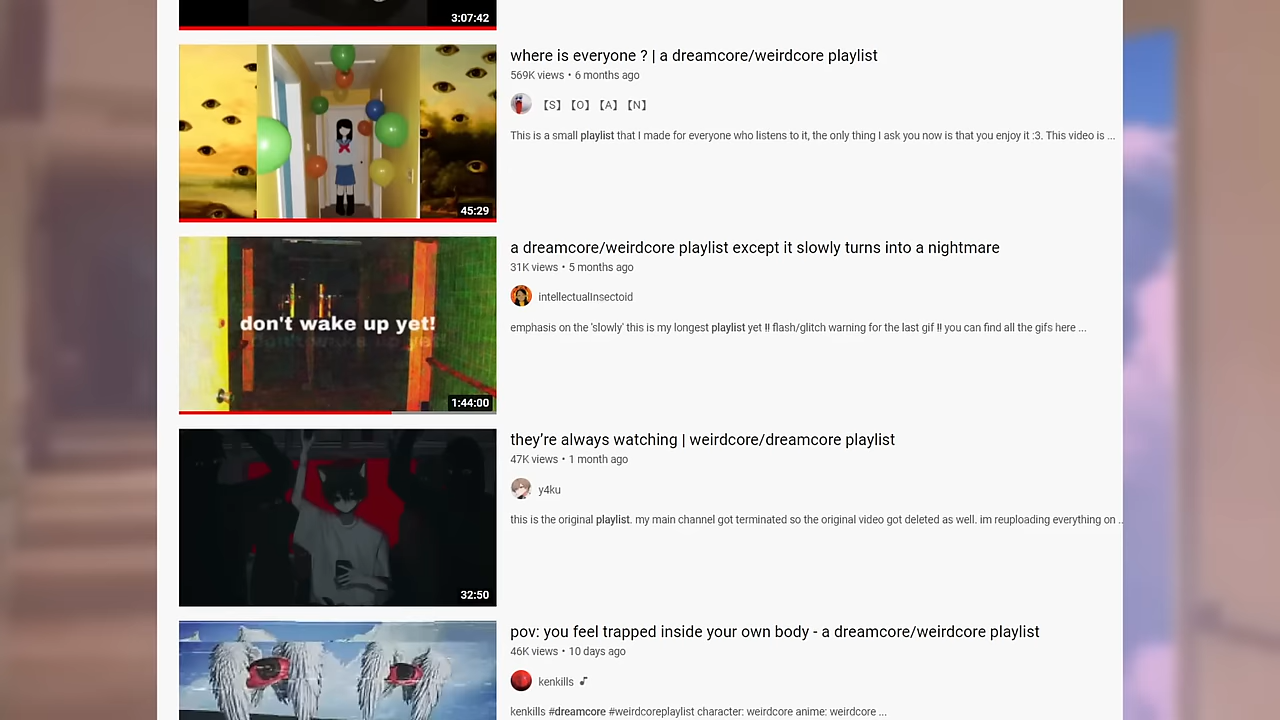 3:07:42
where is everyone ? | a dreamcore/weirdcore playlist
569K views • 6 months ago
【S】【O】【A】【N】
This is a small playlist that I made for everyone who listens to it, the only thing I ask you now is that you enjoy it :3. This video is ...
45:29
a dreamcore/weirdcore playlist except it slowly turns into a nightmare
31K views • 5 months ago
intellectualInsectoid
don't wake up yet!
don't wake up yet!
emphasis on the 'slowly' this is my longest playlist yet !! flash/glitch warning for the last gif !! you can find all the gifs here ...
1:44:00
they're always watching | weirdcore/dreamcore playlist
47K views • 1 month ago
y4ku
this is the original playlist. my main channel got terminated so the original video got deleted as well. im reuploading everything on ..
32:50
pov: you feel trapped inside your own body - a dreamcore/weirdcore playlist
46K views • 10 days ago
kenkills
kenkills #dreamcore #weirdcoreplaylist character: weirdcore anime: weirdcore ...